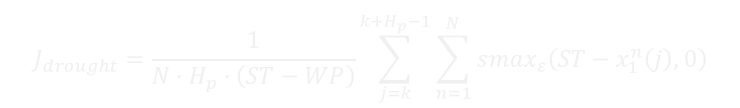 J_{drought} = \frac{1}{N \cdot H_p \cdot (ST - WP)} \sum_{j=k}^{k+H_p-1} \sum_{n=1}^{N} smax_{\varepsilon}(ST - x_1^n(j), 0)